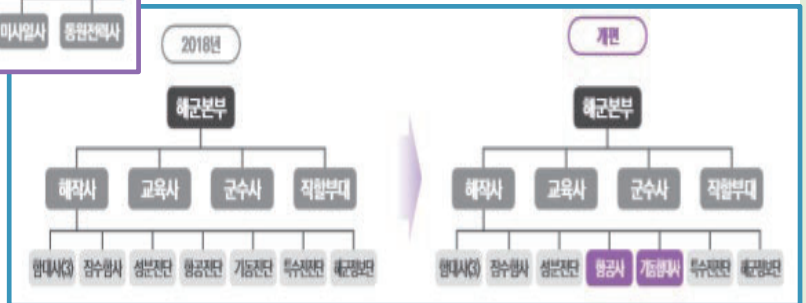 미사일사 동원전력사
2018년
개편
해군본부
해군본부
해작사 교육사 군수사 직할부대
해작사 교육사 군수사 직할부대
함대사(3) 잠수함사 성분전단 항공전단 기동전단 특수전전단 해군정보단
함대사(3) 잠수함사 성분전단 항공사 기동함대사 특수전전단 해군정보단